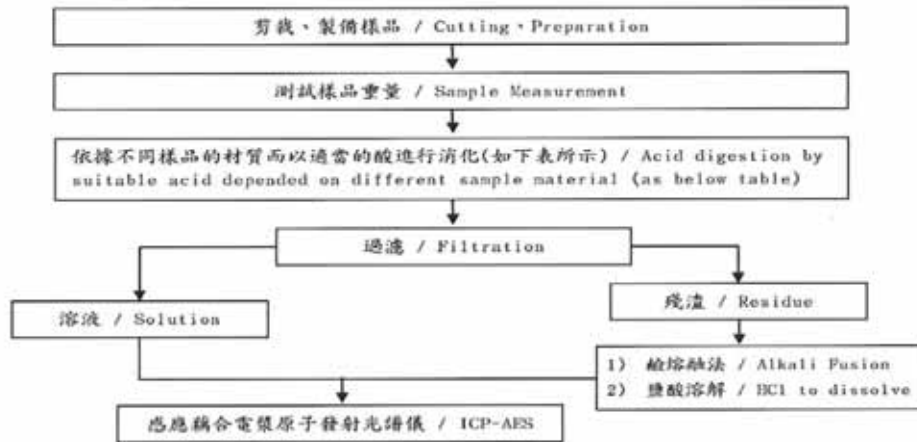 剪裁、製備樣品 / Cutting、Preparation
測試樣品重量 / Sample Measurement
依據不同樣品的材質而以適當的酸進行消化(如下表所示) / Acid digestion by
suitable acid depended on different sample material (as below table)
過濾 / Filtration
溶液 / Solution
殘渣 / Residue
1) 鹼熔融法 / Alkali Fusion
2) 鹽酸溶解 / HCl to dissolve
感應耦合電漿原子發射光譜儀 / ICP-AES